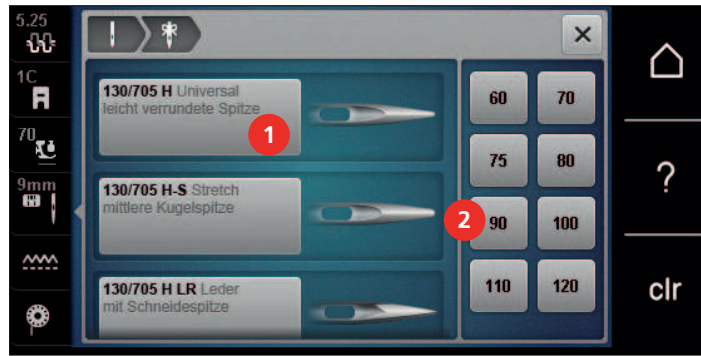 5.25
1C
130/705 H Universal
leicht verrundete Spitze
1
60
70
70
75
80
9mm
130/705 H-S Stretch
mittlere Kugelspitze
2
90
100
?
130/705 H LR Leder
mit Schneidespitze
110
120
clr